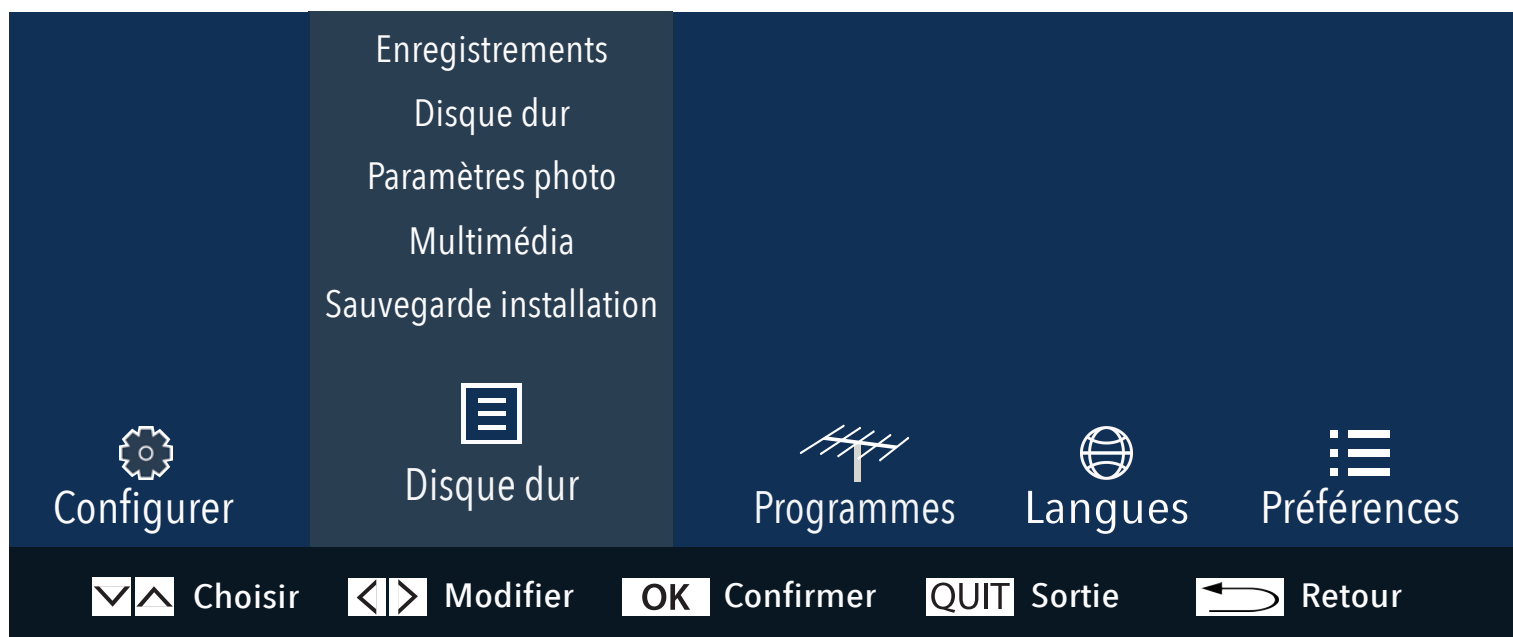 Enregistrements
Disque dur
Paramètres photo
Multimédia
Sauvegarde installation
Configurer
Disque dur
Programmes
Langues
Préférences
Choisir
Modifier
OK Confirmer
QUIT Sortie
Retour